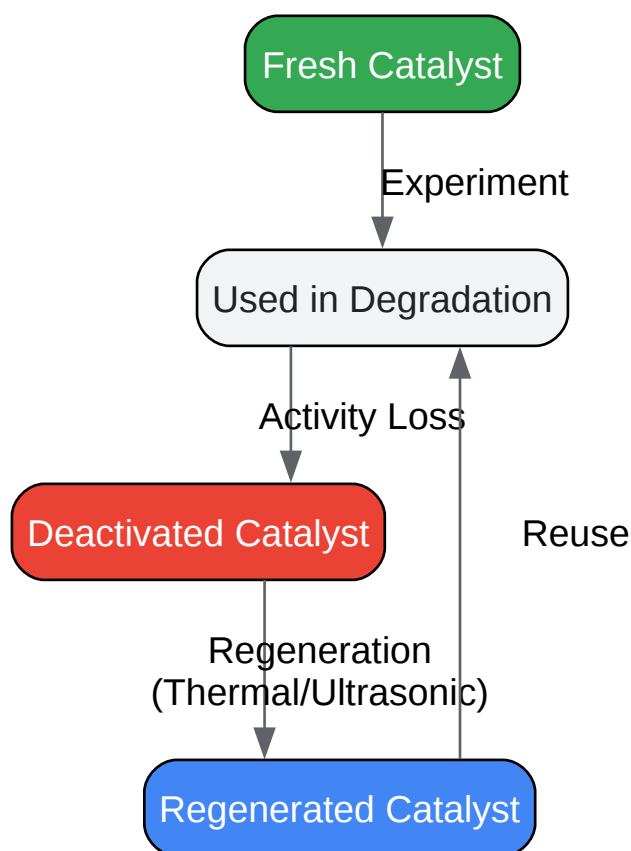 Fresh Catalyst
Experiment
Used in Degradation
Activity Loss
Deactivated Catalyst
Reuse
Regeneration
(Thermal/Ultrasonic)
Regenerated Catalyst